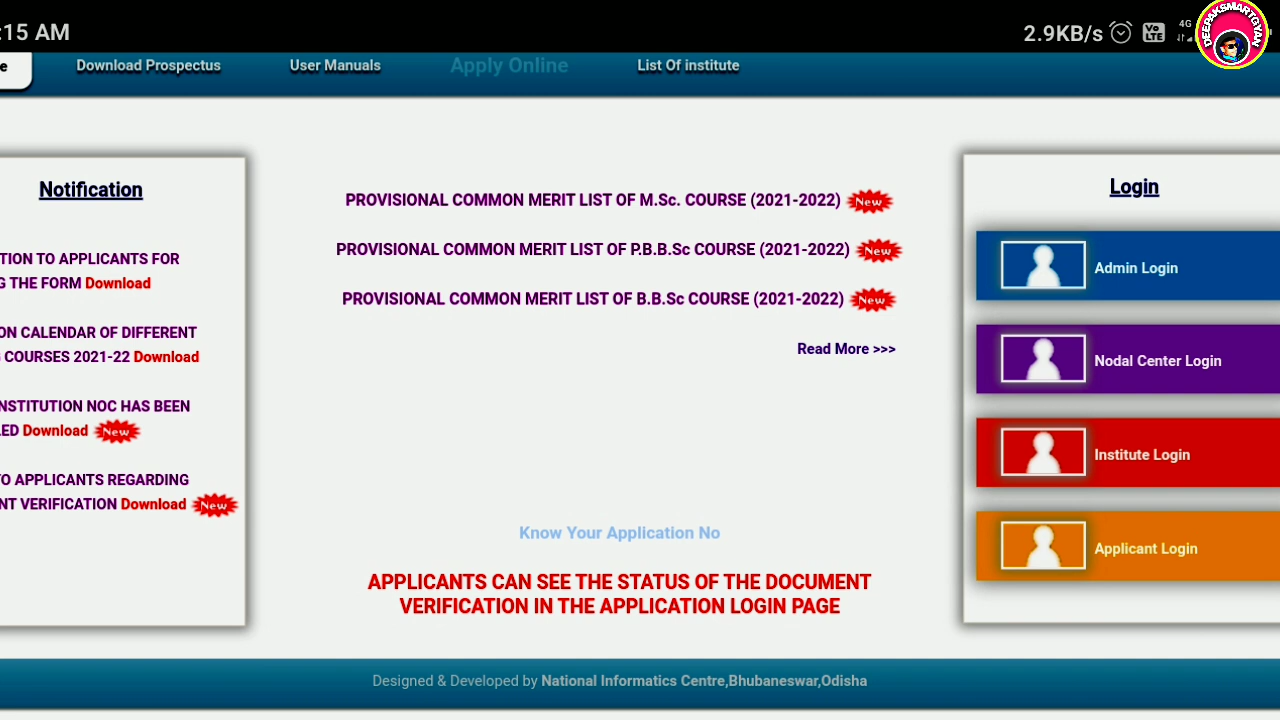 :15 AM
2.9KB/s
VoLTE
4G
DEEPAKSMARTGYAN
e
Download Prospectus
User Manuals
Apply Online
List Of institute
Notification
TION TO APPLICANTS FOR
G THE FORM Download
ON CALENDAR OF DIFFERENT
COURSES 2021-22 Download
NSTITUTION NOC HAS BEEN
LED Download New
TO APPLICANTS REGARDING
NT VERIFICATION Download New
PROVISIONAL COMMON MERIT LIST OF M.Sc. COURSE (2021-2022) New
PROVISIONAL COMMON MERIT LIST OF P.B.B.Sc COURSE (2021-2022) New
PROVISIONAL COMMON MERIT LIST OF B.B.Sc COURSE (2021-2022) New
Read More >>>
Know Your Application No
APPLICANTS CAN SEE THE STATUS OF THE DOCUMENT
VERIFICATION IN THE APPLICATION LOGIN PAGE
Login
Admin Login
Nodal Center Login
Institute Login
Applicant Login
Designed & Developed by National Informatics Centre,Bhubaneswar,Odisha